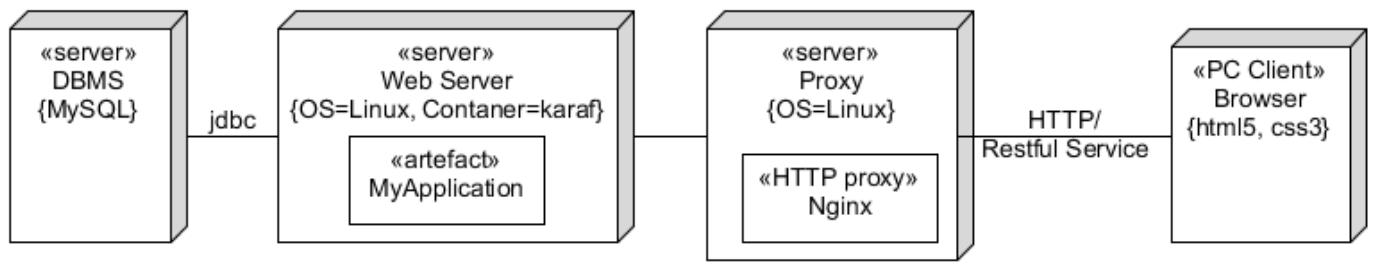 «server»
DBMS
{MySQL}
jdbc
«server»
Web Server
{OS=Linux, Contaner=karaf}
«artefact»
MyApplication
«server»
Proxy
{OS=Linux}
«HTTP proxy»
Nginx
HTTP/
Restful Service
«PC Client»
Browser
{html5, css3}